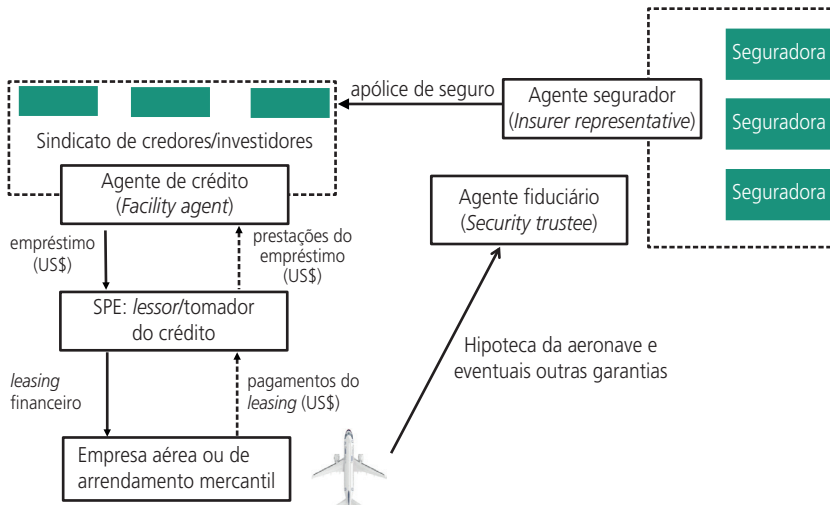 Seguradora
Seguradora
Seguradora
apólice de seguro
Agente segurador
(Insurer representative)
Sindicato de credores/investidores
Agente de crédito
(Facility agent)
Agente fiduciário
(Security trustee)
empréstimo
(US$)
prestações do
empréstimo
(US$)
SPE: lessor/tomador
do crédito
Hipoteca da aeronave e
eventuais outras garantias
leasing
financeiro
pagamentos do
leasing (US$)
Empresa aérea ou de
arrendamento mercantil